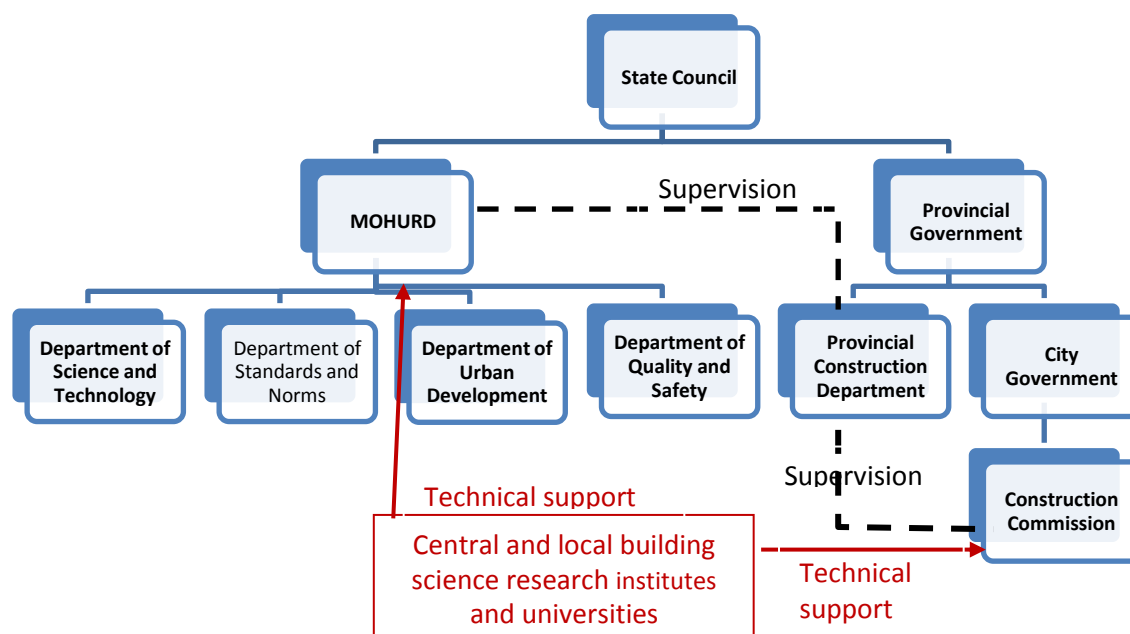 State Council
MOHURD
Supervision
Provincial
Government
Department of
Science and
Technology
Department of
Standards and
Norms
Department of
Urban
Development
Department of
Quality and
Safety
Provincial
Construction
Department
City
Government
Supervision
Construction
Commission
Technical support
Central and local building
science research institutes
and universities
Technical
support